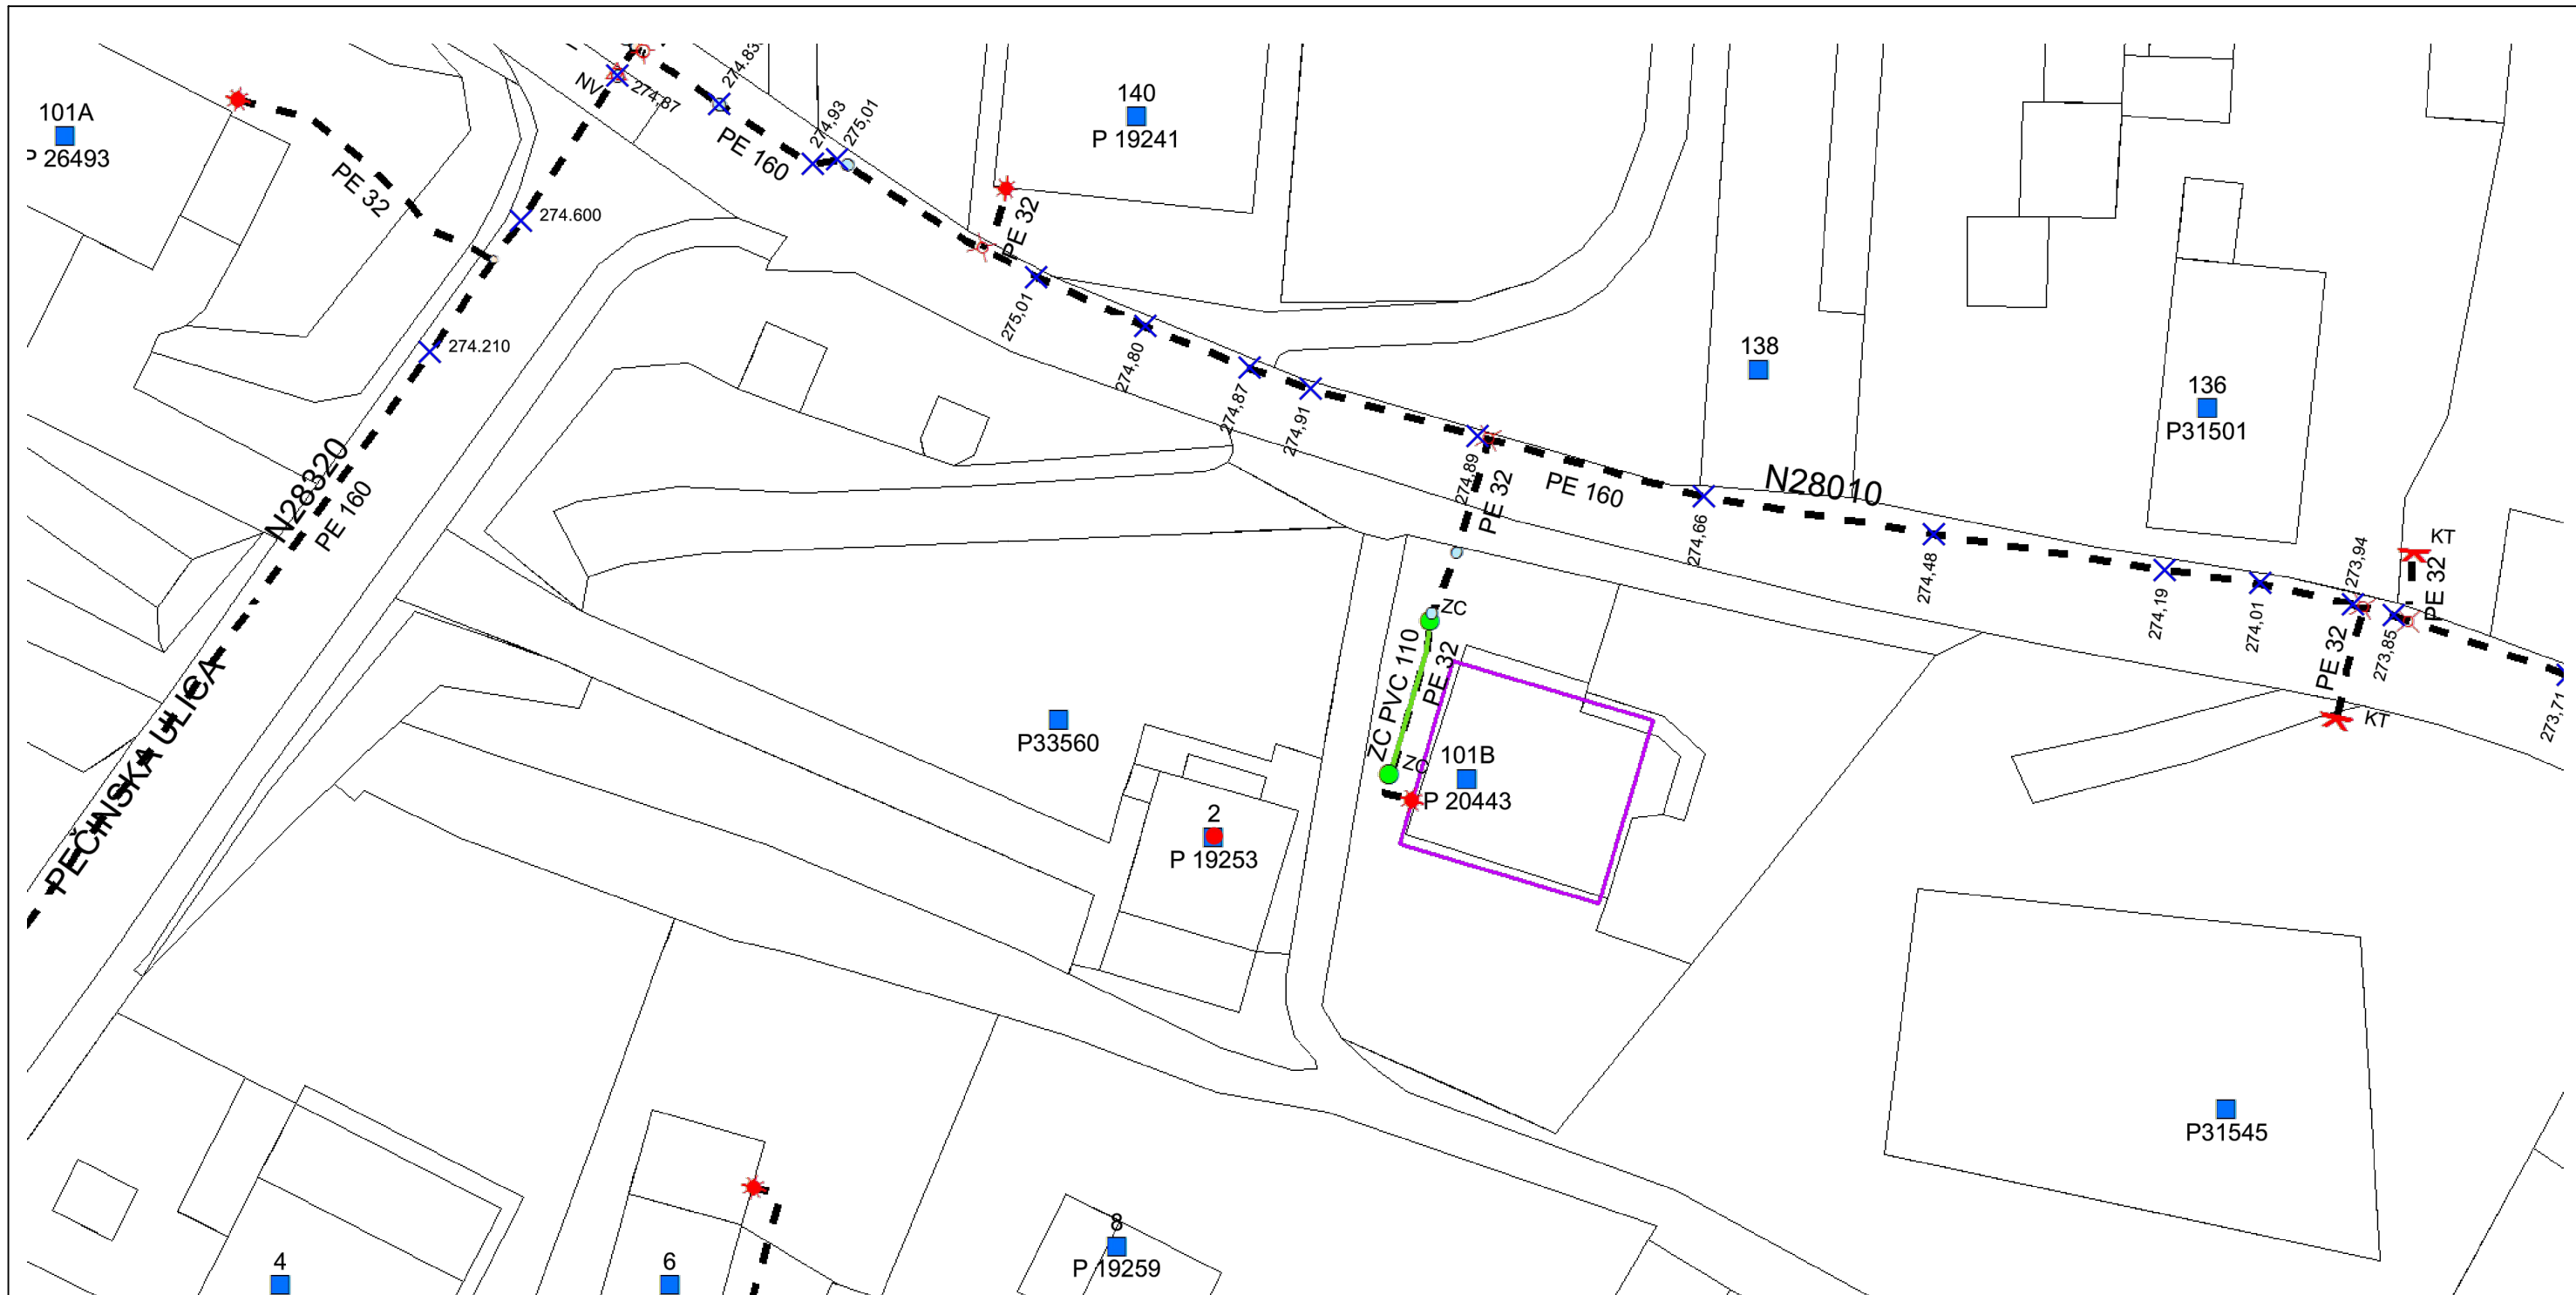 274.83
NV
274,87
101A
P 26493
PE 32
274.600
274.210
PE 160
274,93
275,01
140
P 19241
PE 32
275,01
274,80
274,87
274,91
138
136
P31501
274,89
PE 32
PE 160
N28010
274,66
274,48
274,19
274,01
273,94
KT
PE 32
PE 32
273,85
KT
273,71
N28320
PE 160
PEČINSKA ULICA
ZC
ZC PVC 110
PE 32
ZC
101B
P 20443
P33560
2
P 19253
P31545
4
6
8
P 19259